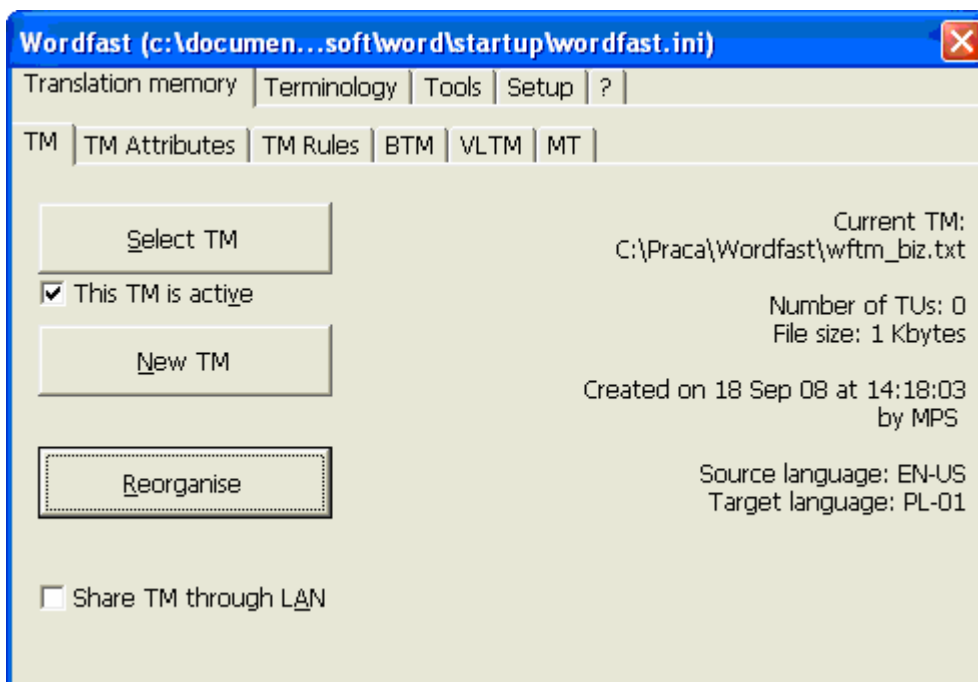 Wordfast (c:\documen...soft\word\startup\wordfast.ini)
Translation memory Terminology Tools Setup ?
TM TM Attributes TM Rules BTM VLTM MT
Select TM
This TM is active
New TM
Reorganise
Share TM through LAN
Current TM:
C:\Praca\Wordfast\wftm_biz.txt
Number of TUs: 0
File size: 1 Kbytes
Created on 18 Sep 08 at 14:18:03
by MPS
Source language: EN-US
Target language: PL-01